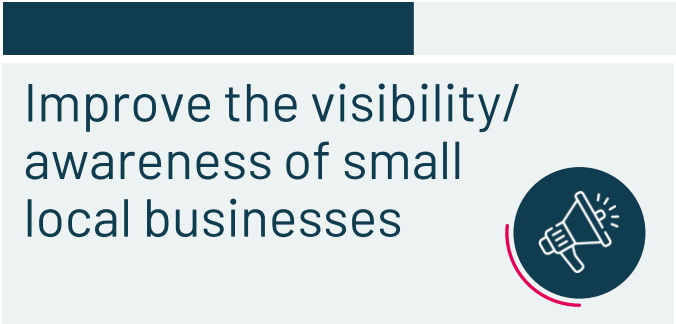 Improve the visibility/
awareness of small
local businesses